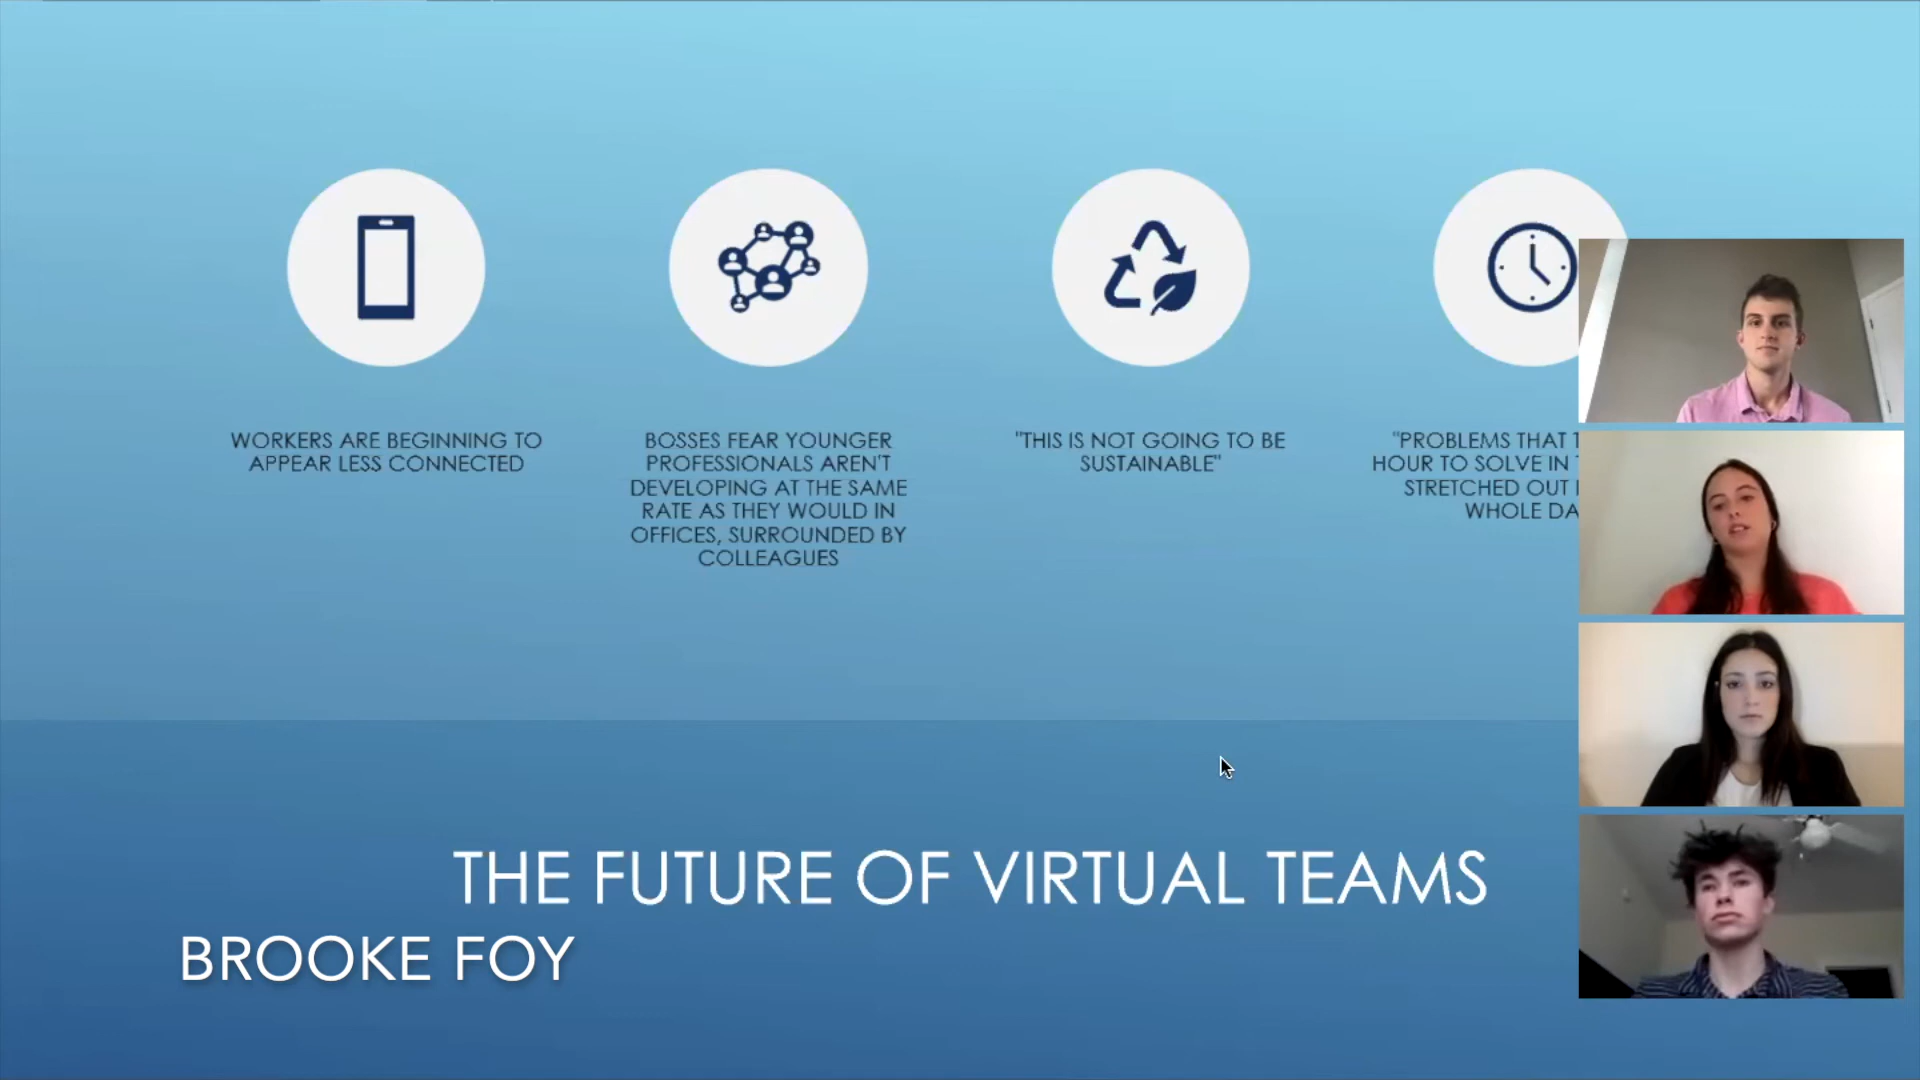 WORKERS ARE BEGINNING TO
APPEAR LESS CONNECTED
BOSSES FEAR YOUNGER
PROFESSIONALS AREN'T
DEVELOPING AT THE SAME
RATE AS THEY WOULD IN
OFFICES, SURROUNDED BY
COLLEAGUES
"THIS IS NOT GOING TO BE
SUSTAINABLE"
"PROBLEMS THAT
HOUR TO SOLVE IN
STRETCHED OUT
WHOLE
THE FUTURE OF VIRTUAL TEAMS
BROOKE FOY